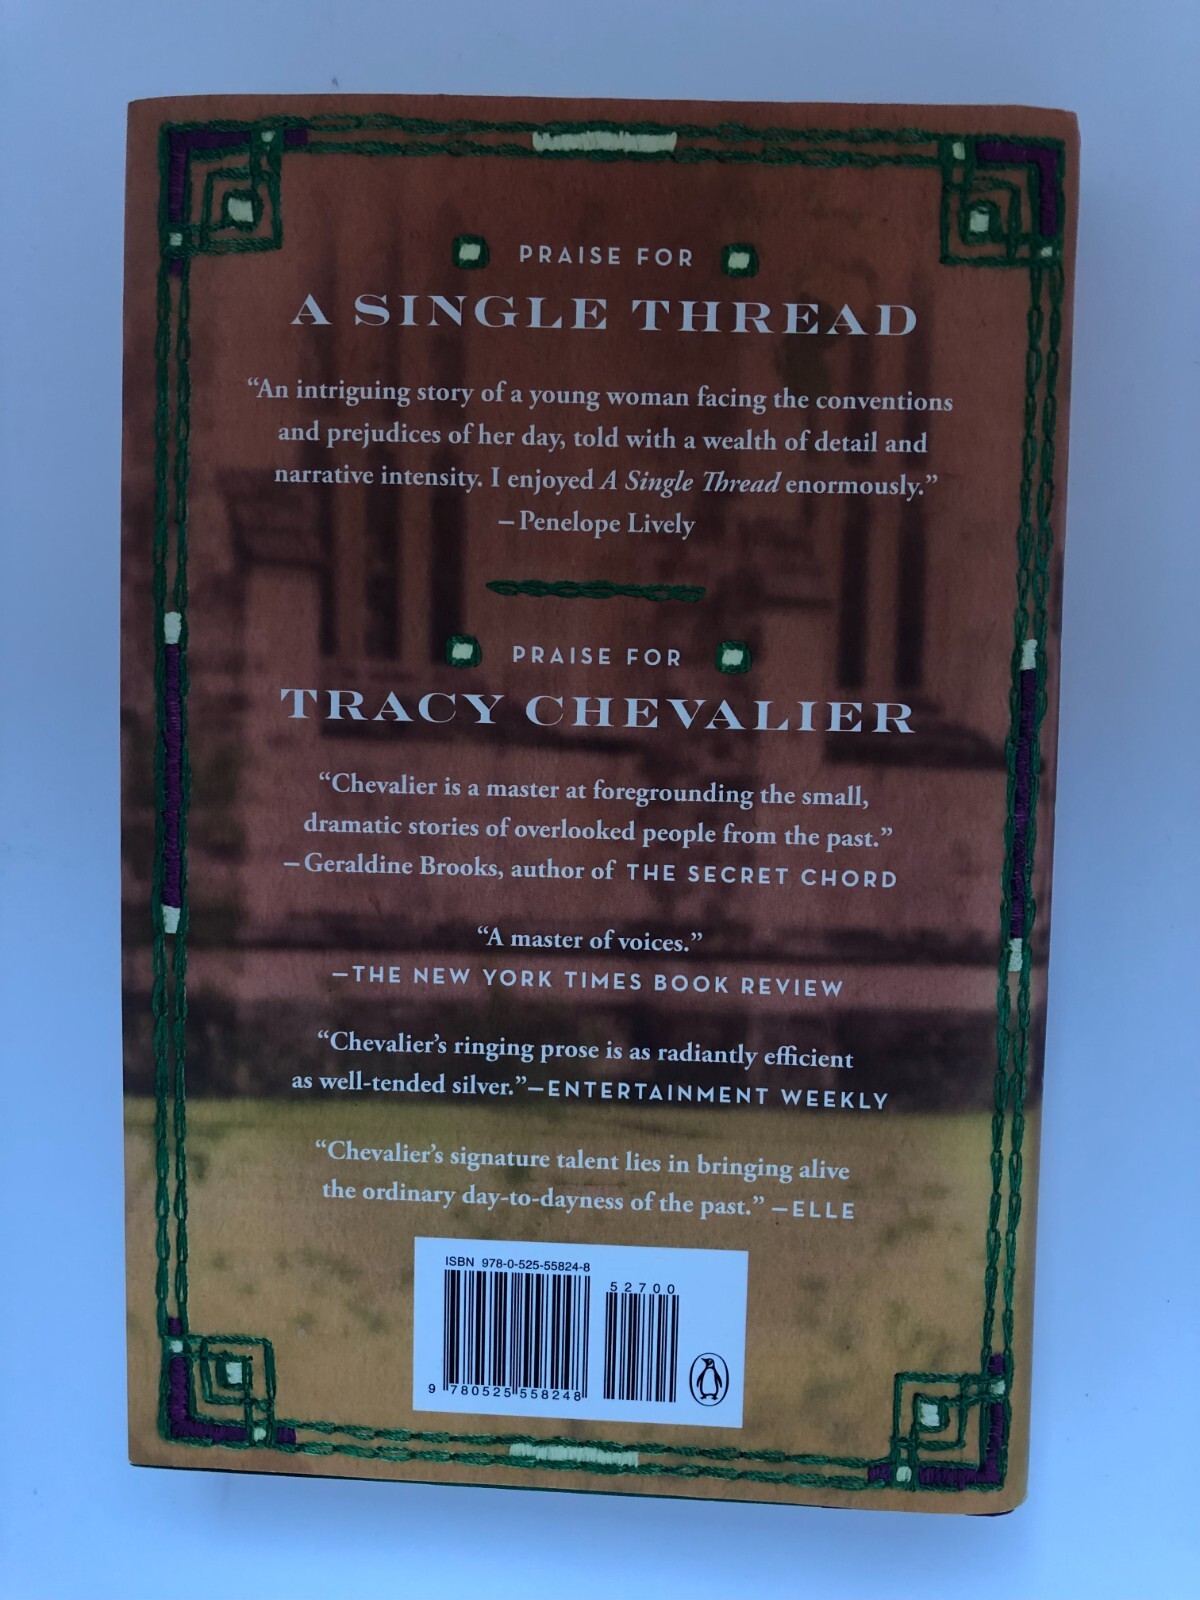 PRAISE FOR
A SINGLE THREAD
“An intriguing story of a young woman facing the conventions
and prejudices of her day, told with a wealth of detail and
narrative intensity. I enjoyed A Single Thread enormously.”
—Penelope Lively
PRAISE FOR
TRACY CHEVALIER
“Chevalier is a master at foregrounding the small,
dramatic stories of overlooked people from the past.”
—Geraldine Brooks, author of THE SECRET CHORD
“A master of voices.”
—THE NEW YORK TIMES BOOK REVIEW
“Chevalier’s ringing prose is as radiantly efficient
as well-tended silver.”—ENTERTAINMENT WEEKLY
“Chevalier’s signature talent lies in bringing alive
the ordinary day-to-dayness of the past.” —ELLE
ISBN 978-0-525-55824-8
52700
9 780525 558248